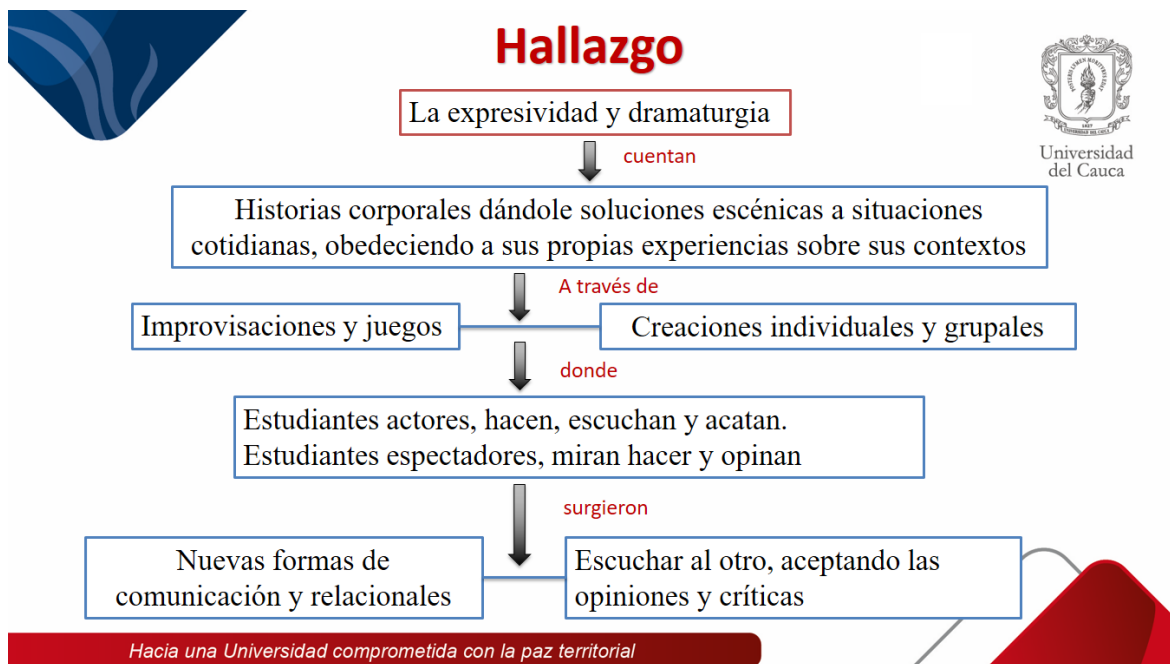 Hallazgo
La expresividad y dramaturgia
cuentan
Universidad
del Cauca
Historias corporales dándole soluciones escénicas a situaciones
cotidianas, obedeciendo a sus propias experiencias sobre sus contextos
A través de
Improvisaciones y juegos
Creaciones individuales y grupales
donde
Estudiantes actores, hacen, escuchan y acatan.
Estudiantes espectadores, miran hacer y opinan
surgieron
Nuevas formas de
comunicación y relacionales
Escuchar al otro, aceptando las
opiniones y críticas
Hacia una Universidad comprometida con la paz territorial